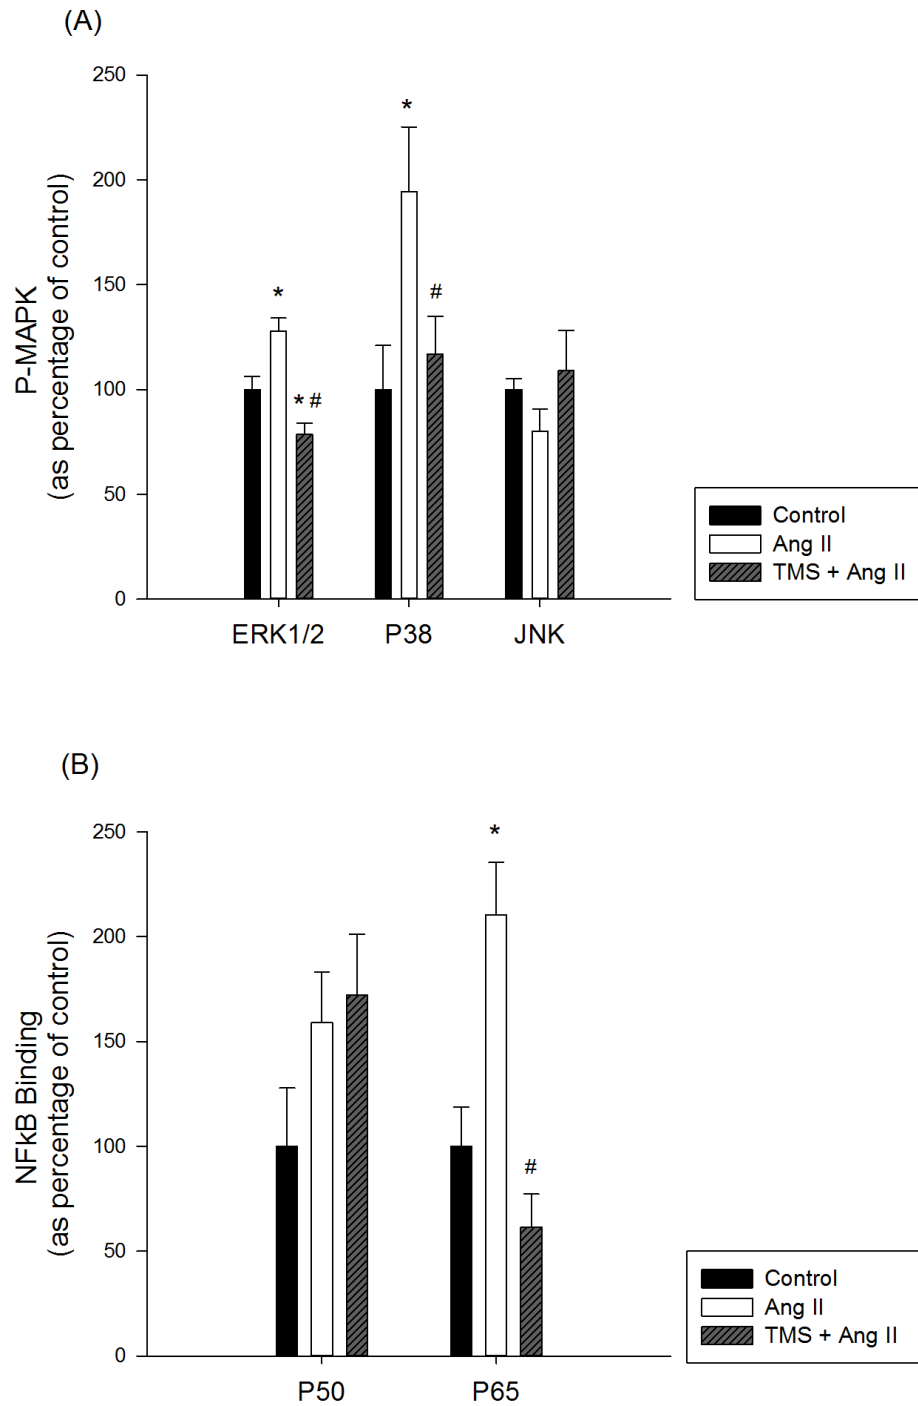 (A)
P-MAPK
(as percentage of control)
250
200
150
100
50
0
*
* #
*
#
ERK1/2
P38
JNK
Control
Ang II
TMS + Ang II
(B)
NFkB Binding
(as percentage of control)
250
200
150
100
50
0
*
#
P50
P65
Control
Ang II
TMS + Ang II